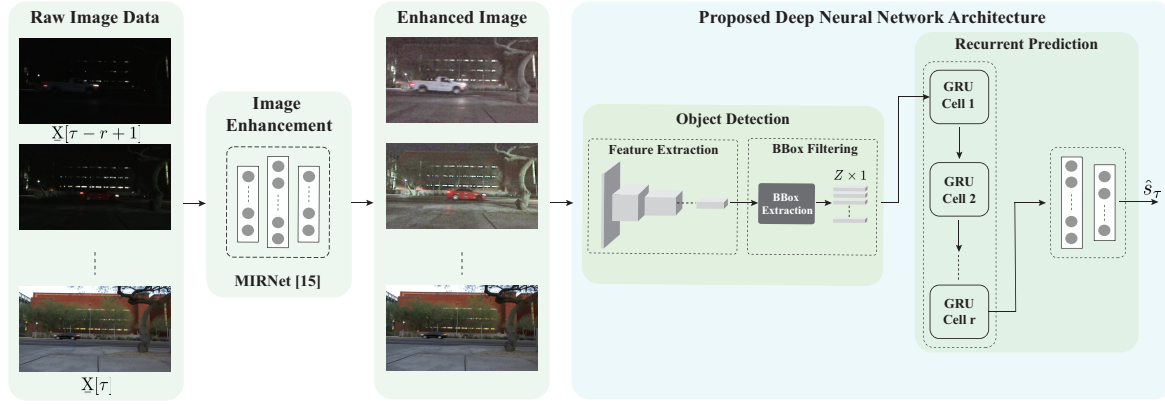 Raw Image Data
X[τ − r + 1]
X[τ]
Image
Enhancement
MIRNet [15]
Enhanced Image
Proposed Deep Neural Network Architecture
Object Detection
Feature Extraction
BBox Filtering
BBox
Extraction
Z × 1
Recurrent Prediction
GRU
Cell 1
GRU
Cell 2
GRU
Cell r
ŝτ